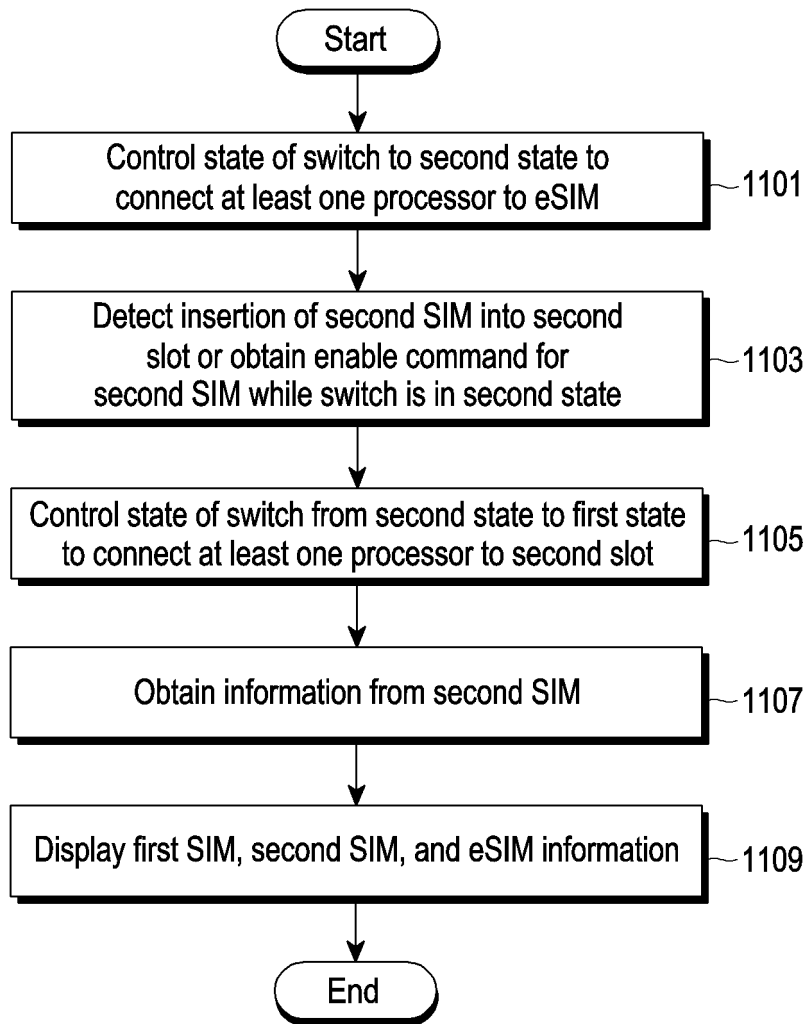 Start
Control state of switch to second state to
connect at least one processor to eSIM
1101
Detect insertion of second SIM into second
slot or obtain enable command for
second SIM while switch is in second state
1103
Control state of switch from second state to first state
to connect at least one processor to second slot
1105
Obtain information from second SIM
1107
Display first SIM, second SIM, and eSIM information
1109
End